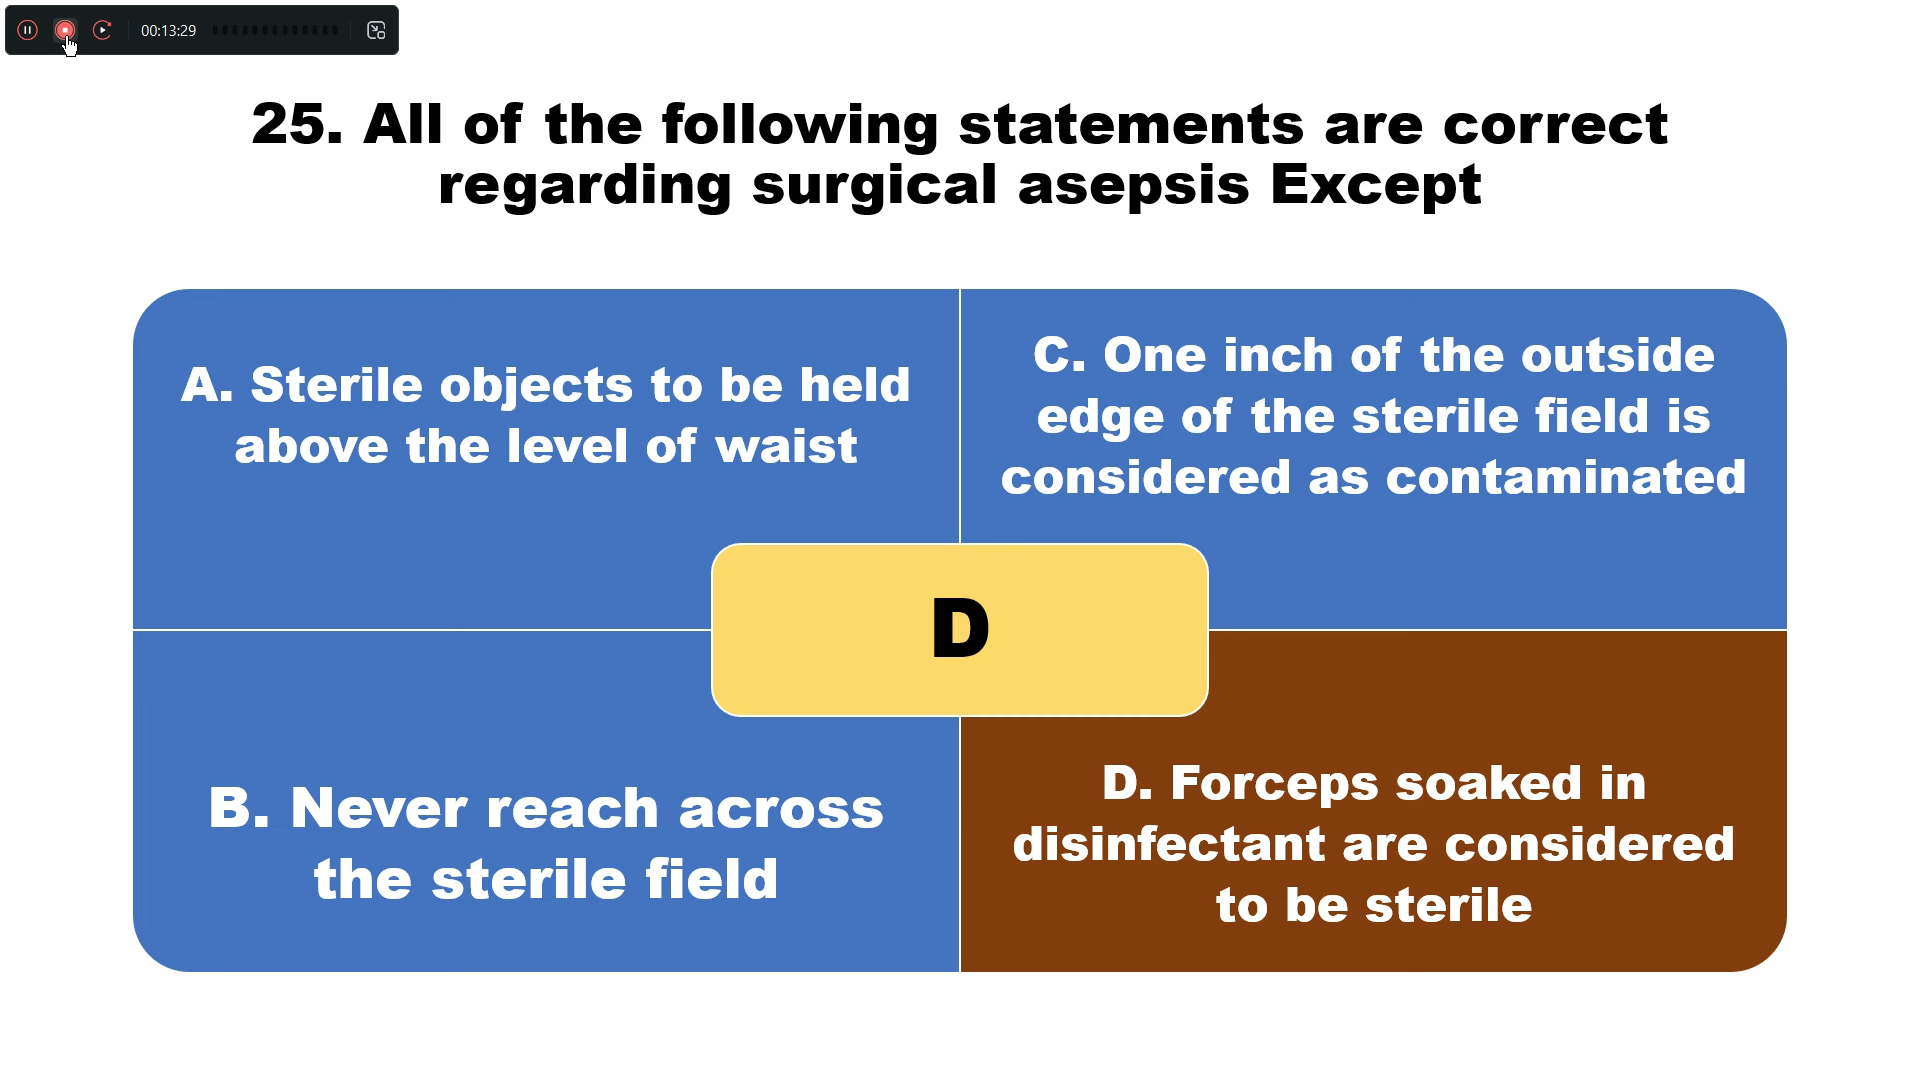 00:13:29
25. All of the following statements are correct
regarding surgical asepsis Except
A. Sterile objects to be held
above the level of waist
C. One inch of the outside
edge of the sterile field is
considered as contaminated
D
B. Never reach across
the sterile field
D. Forceps soaked in
disinfectant are considered
to be sterile